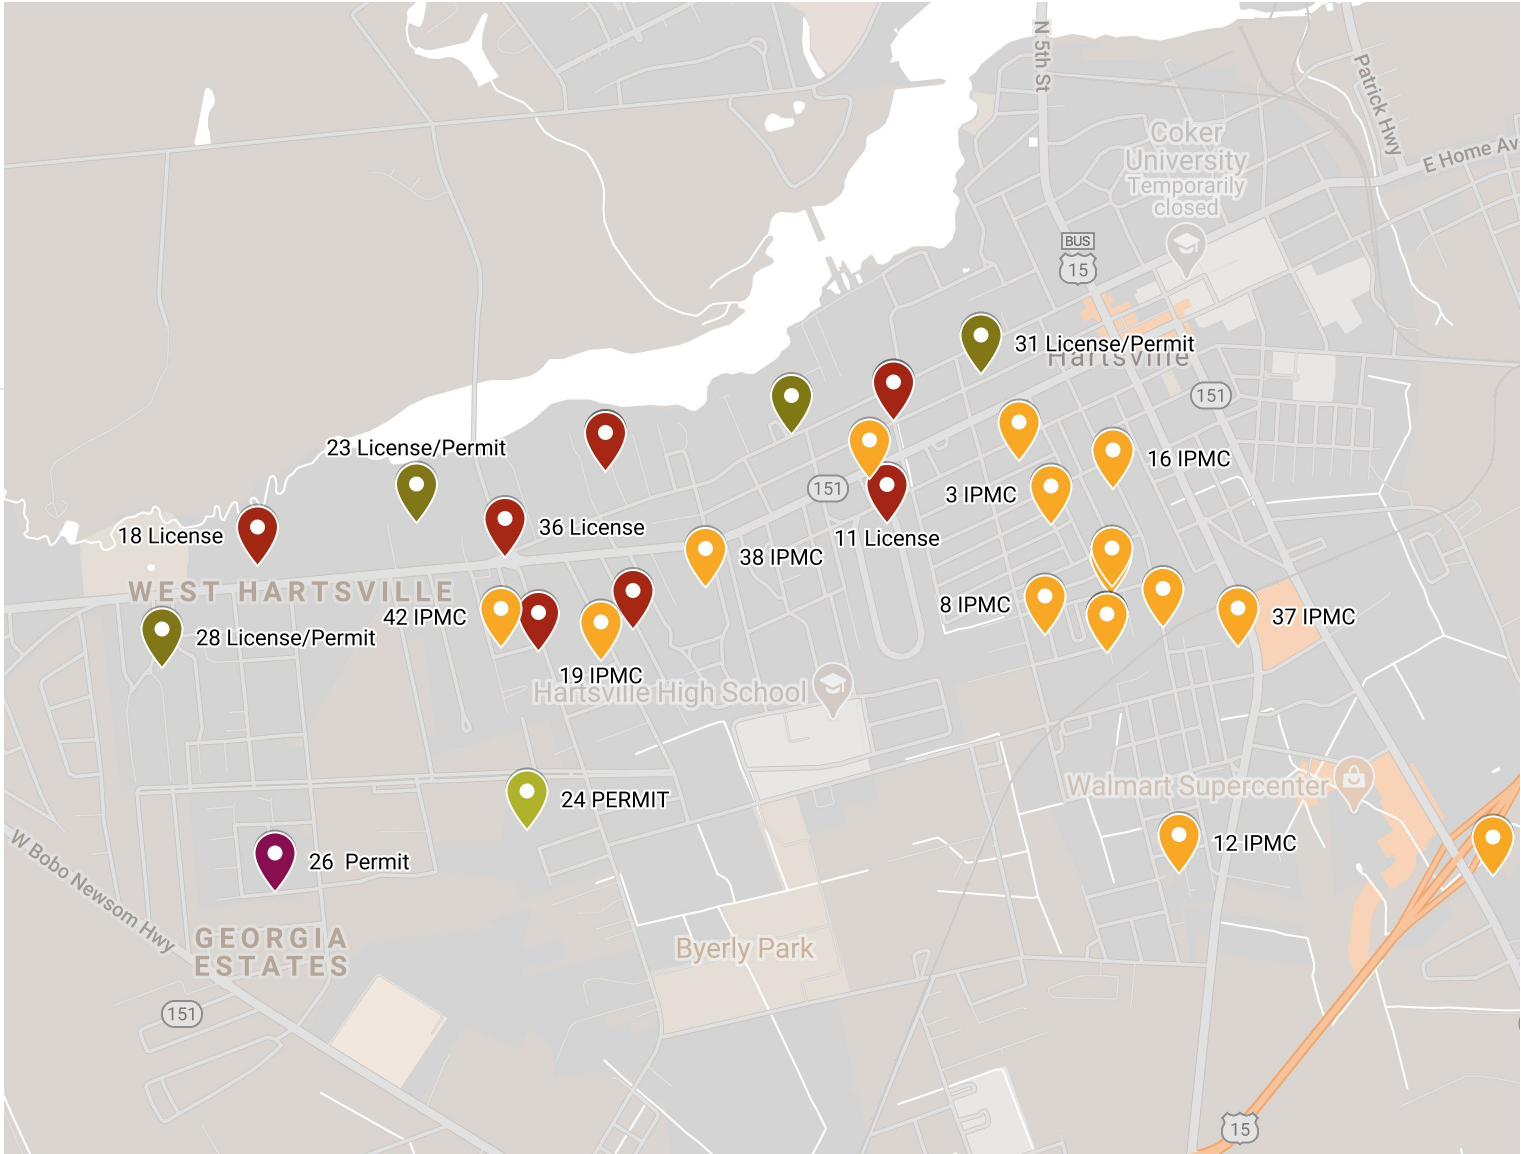 N 5th St
Patrick Hwy
Coker
University
Temporarily
closed
E Home Av
BUS
15
31 License/Permit
Hartsville
151
23 License/Permit
16 IPMC
151
3 IPMC
18 License
36 License
11 License
38 IPMC
WEST HARTSVILLE
42 IPMC
8 IPMC
37 IPMC
28 License/Permit
19 IPMC
Hartsville High School
24 PERMIT
Walmart Supercenter
12 IPMC
26 Permit
W Bobo Newsom Hwy
GEORGIA
ESTATES
Byerly Park
151
15